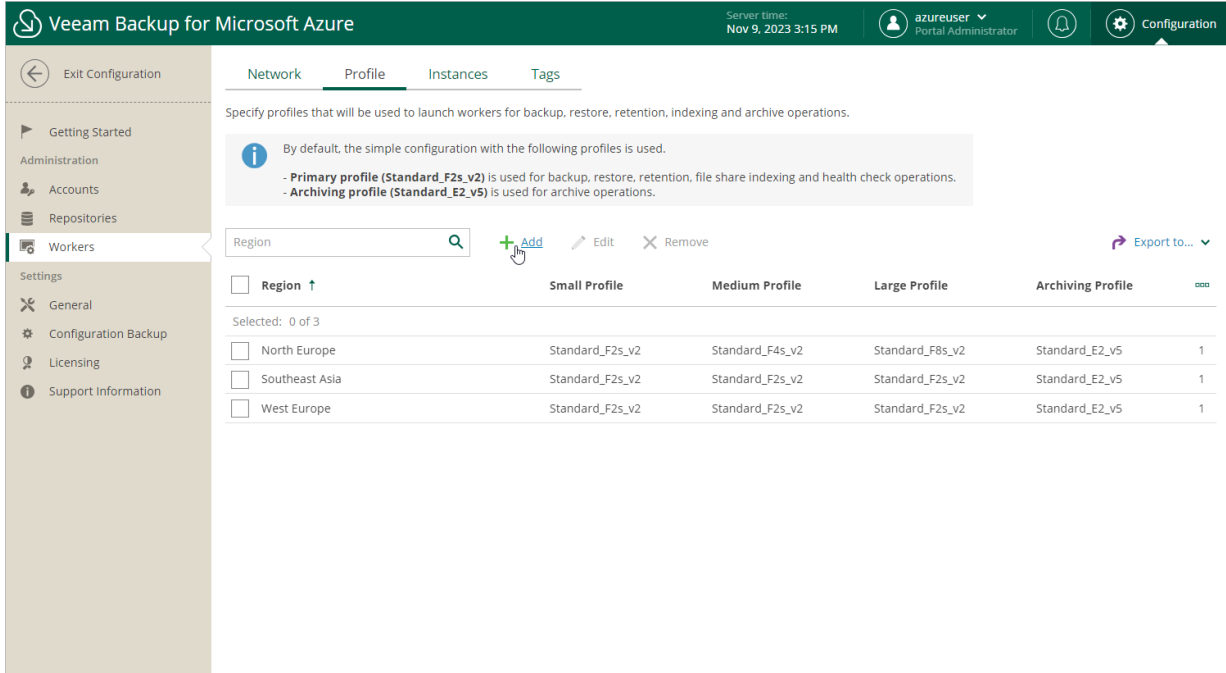 Veeam Backup for Microsoft Azure
Server time:
Nov 9, 2023 3:15 PM
azureuser
Portal Administrator
Configuration
Exit Configuration
Getting Started
Administration
Accounts
Repositories
Workers
Settings
General
Configuration Backup
Licensing
Support Information
Network Profile Instances Tags
Specify profiles that will be used to launch workers for backup, restore, retention, indexing and archive operations.
By default, the simple configuration with the following profiles is used.
- Primary profile (Standard_F2s_v2) is used for backup, restore, retention, file share indexing and health check operations.
- Archiving profile (Standard_E2_v5) is used for archive operations.
Region Add Edit Remove Export to...
Region ↑ Small Profile Medium Profile Large Profile Archiving Profile
Selected: 0 of 3
North Europe Standard_F2s_v2 Standard_F4s_v2 Standard_F8s_v2 Standard_E2_v5 1
Southeast Asia Standard_F2s_v2 Standard_F2s_v2 Standard_F2s_v2 Standard_E2_v5 1
West Europe Standard_F2s_v2 Standard_F2s_v2 Standard_F2s_v2 Standard_E2_v5 1